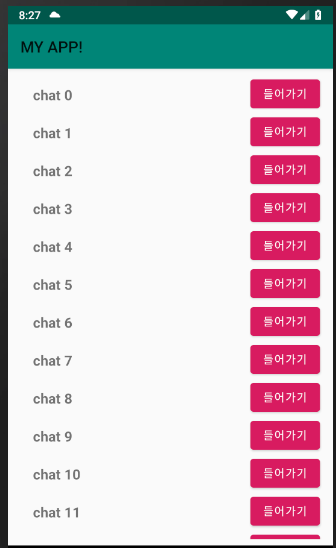 8:27
MY APP!
chat 0 들어가기
chat 1 들어가기
chat 2 들어가기
chat 3 들어가기
chat 4 들어가기
chat 5 들어가기
chat 6 들어가기
chat 7 들어가기
chat 8 들어가기
chat 9 들어가기
chat 10 들어가기
chat 11 들어가기